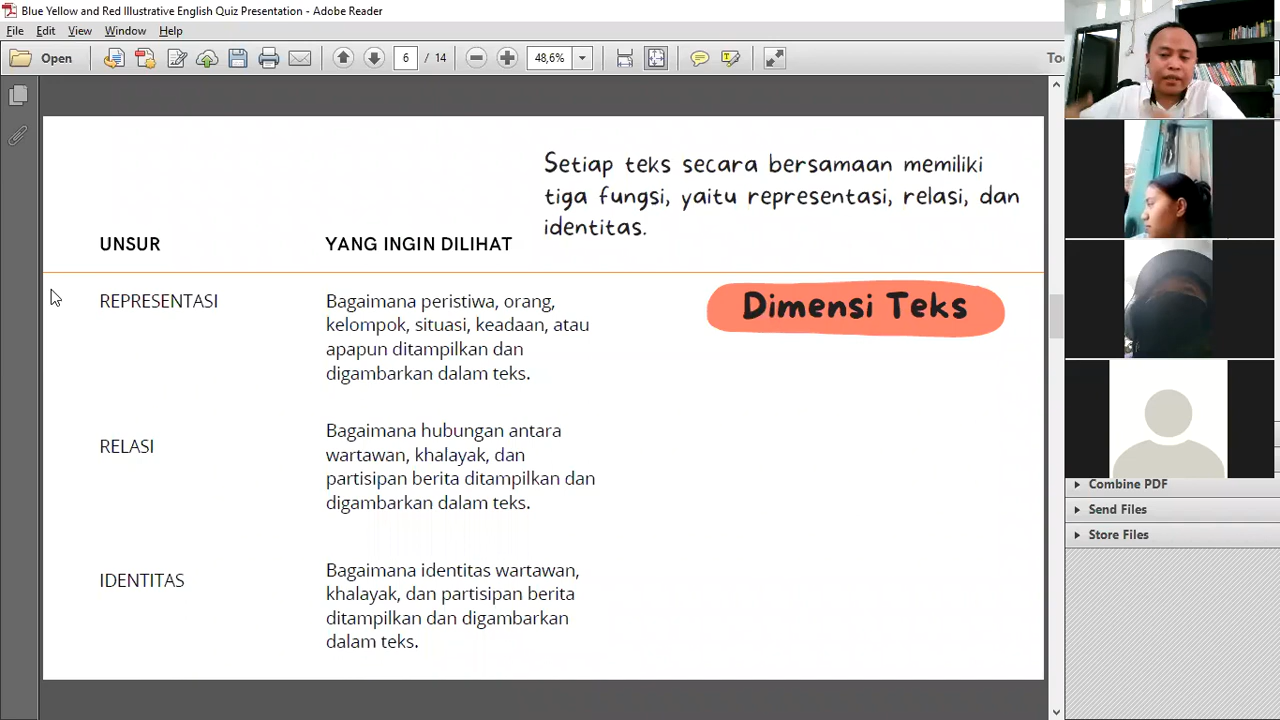 Blue Yellow and Red Illustrative English Quiz Presentation - Adobe Reader
File Edit View Window Help
Open 6 / 14 48,6%
Setiap teks secara bersamaan memiliki
tiga fungsi, yaitu representasi, relasi, dan
identitas.
UNSUR YANG INGIN DILIHAT
Dimensi Teks
REPRESENTASI
Bagaimana peristiwa, orang,
kelompok, situasi, keadaan, atau
apapun ditampilkan dan
digambarkan dalam teks.
RELASI
Bagaimana hubungan antara
wartawan, khalayak, dan
partisipan berita ditampilkan dan
digambarkan dalam teks.
IDENTITAS
Bagaimana identitas wartawan,
khalayak, dan partisipan berita
ditampilkan dan digambarkan
dalam teks.
Combine PDF
Send Files
Store Files